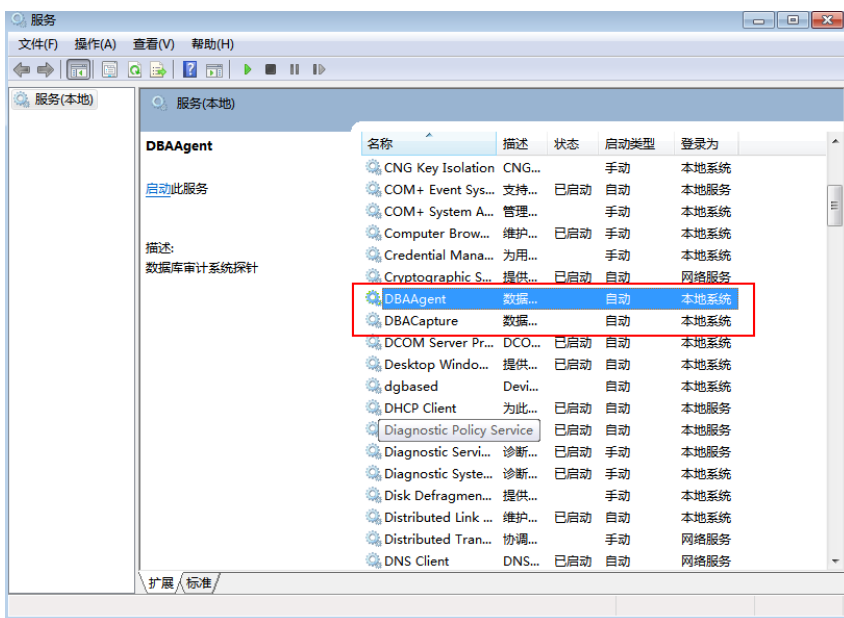 服务
文件(F) 操作(A) 查看(V) 帮助(H)
服务(本地)
服务(本地)
DBAAgent
启动此服务
描述:
数据库审计系统探针
名称 描述 状态 启动类型 登录为
CNG Key Isolation CNG... 手动 本地系统
COM+ Event Sys... 支持... 已启动 自动 本地服务
COM+ System A... 管理... 手动 本地系统
Computer Brow... 维护... 已启动 手动 本地系统
Credential Mana... 为用... 手动 本地系统
Cryptographic S... 提供... 已启动 自动 网络服务
DBAAgent 数据... 自动 本地系统
DBACapture 数据... 自动 本地系统
DCOM Server Pr... DCO... 已启动 自动 本地系统
Desktop Windo... 提供... 已启动 自动 本地系统
dgbased Devi... 自动 本地系统
DHCP Client 为此... 已启动 自动 本地服务
Diagnostic Policy Service 已启动 自动 本地服务
Diagnostic Servi... 诊断... 已启动 手动 本地服务
Diagnostic Syste... 诊断... 已启动 手动 本地系统
Disk Defragmen... 提供... 手动 本地系统
Distributed Link ... 维护... 已启动 自动 本地系统
Distributed Tran... 协调... 手动 网络服务
DNS Client DNS... 已启动 自动 网络服务
扩展 标准